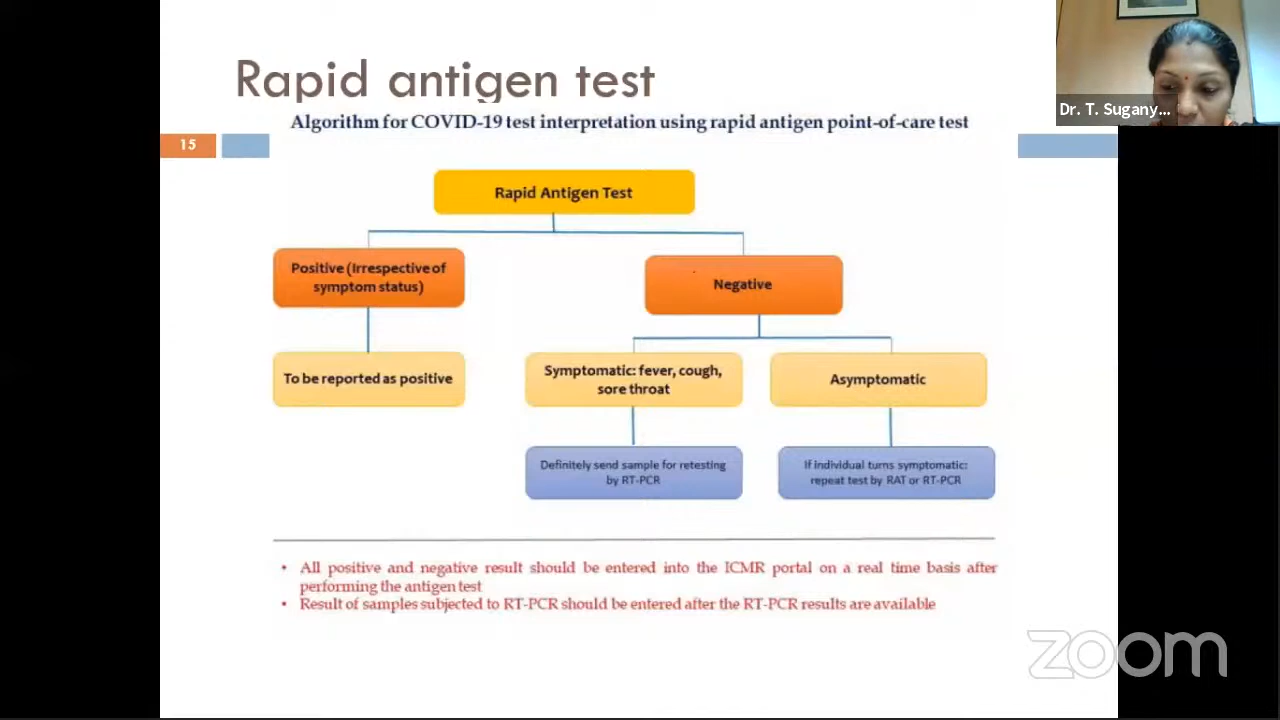 Rapid antigen test
Dr. T. Sugany...
Algorithm for COVID-19 test interpretation using rapid antigen point-of-care test
15
Rapid Antigen Test
Positive (Irrespective of
symptom status)
Negative
To be reported as positive
Symptomatic: fever, cough,
sore throat
Asymptomatic
Definitely send sample for retesting
by RT-PCR
If individual turns symptomatic:
repeat test by RAT or RT-PCR
• All positive and negative result should be entered into the ICMR portal on a real time basis after
performing the antigen test
• Result of samples subjected to RT-PCR should be entered after the RT-PCR results are available
zoom